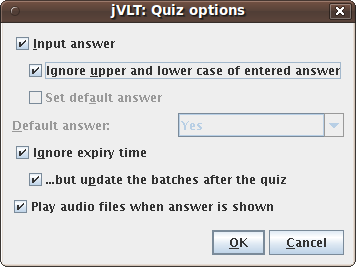 jVLT: Quiz options
Input answer
Ignore upper and lower case of entered answer
Set default answer
Default answer: Yes
Ignore expiry time
...but update the batches after the quiz
Play audio files when answer is shown
OK Cancel